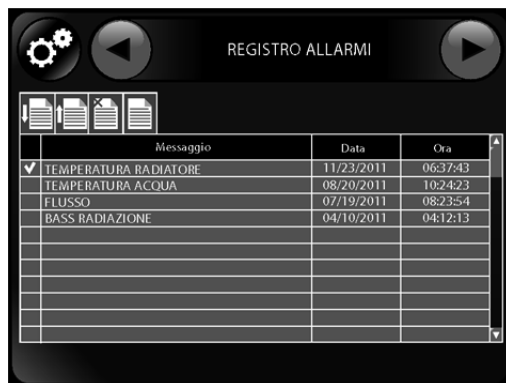 REGISTRO ALLARMI
Messaggio Data Ora
TEMPERATURA RADIATORE 11/23/2011 06:37:43
TEMPERATURA ACQUA 08/20/2011 10:24:23
FLUSSO 07/19/2011 08:23:54
BASS RADIAZIONE 04/10/2011 04:12:13